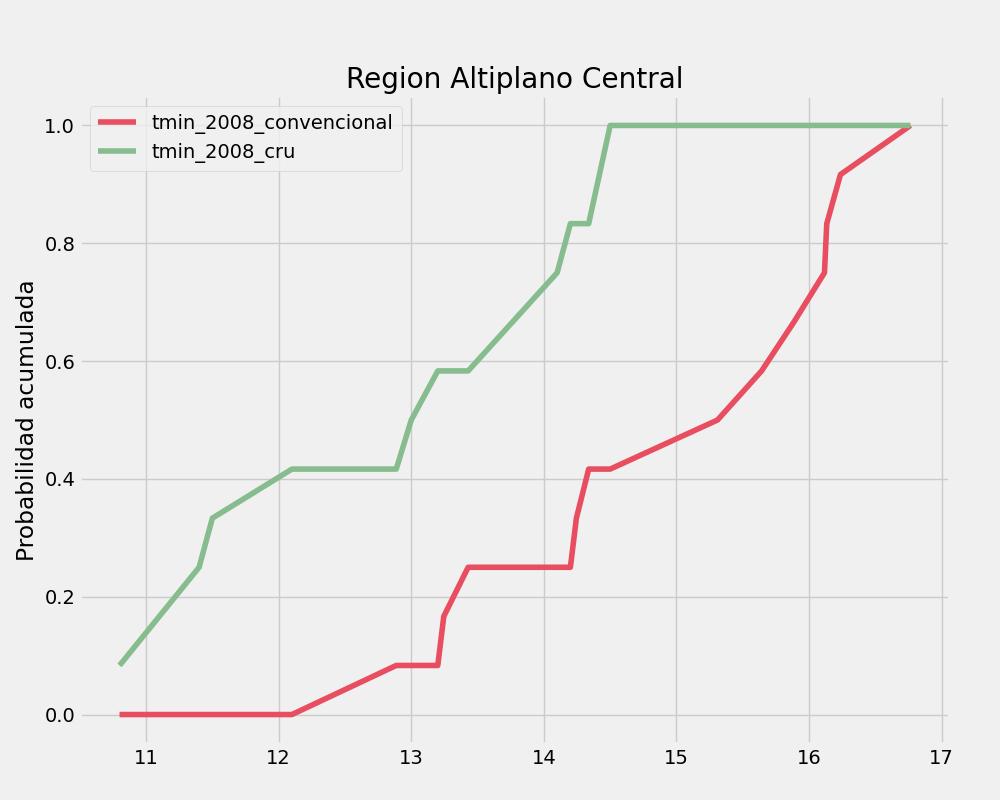 Region Altiplano Central
tmin_2008_convencional
tmin_2008_cru
Probabilidad acumulada
1.0
0.8
0.6
0.4
0.2
0.0
11 12 13 14 15 16 17